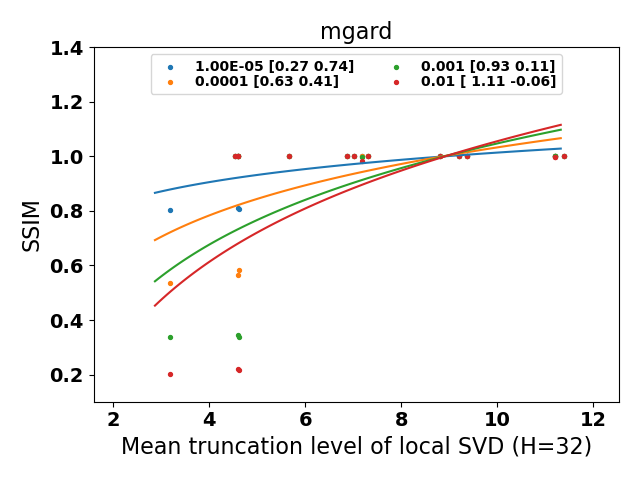 mgard
1.00E-05 [0.27 0.74]
0.0001 [0.63 0.41]
0.001 [0.93 0.11]
0.01 [ 1.11 -0.06]
SSIM
1.4
1.2
1.0
0.8
0.6
0.4
0.2
2 4 6 8 10 12
Mean truncation level of local SVD (H=32)